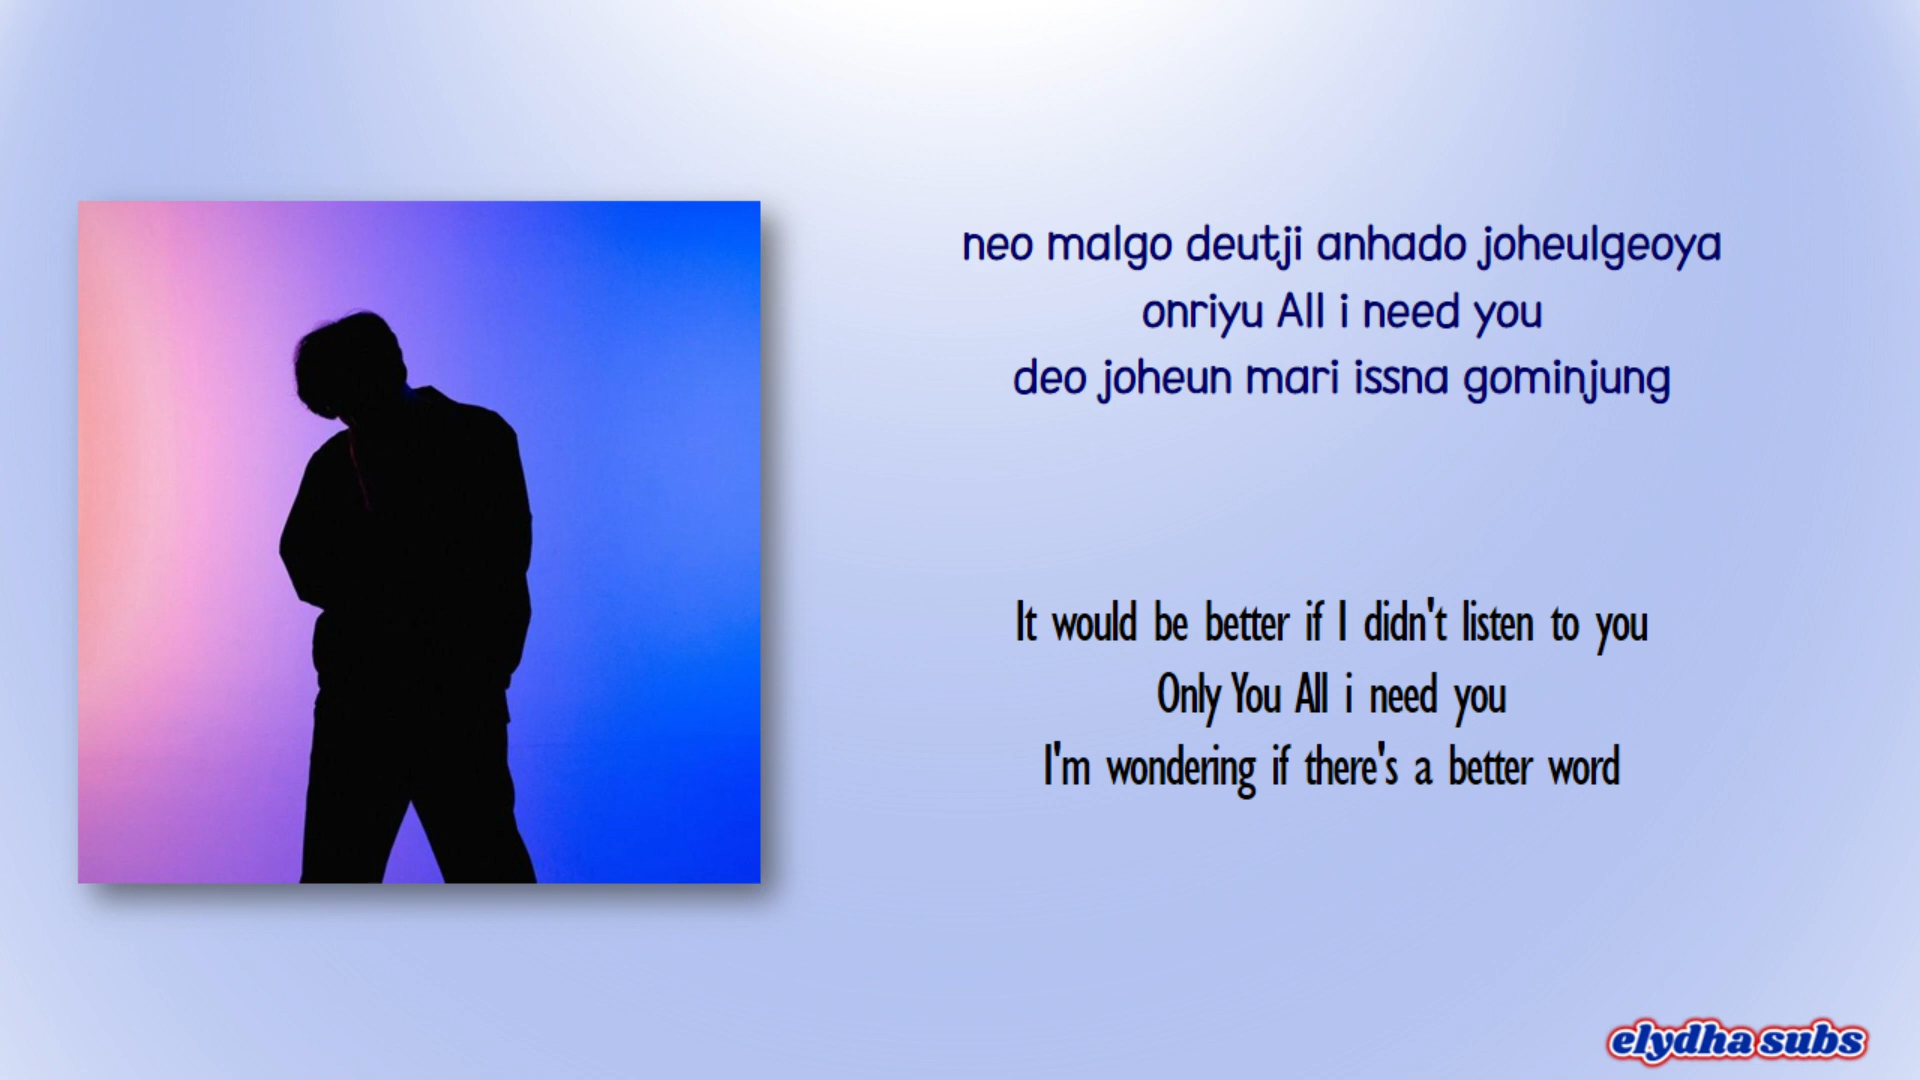 neo malgo deutji anhado joheulgeoya
onriyu All i need you
deo joheun mari issna gominjung
It would be better if I didn't listen to you
Only You All i need you
I'm wondering if there's a better word
elydha subs